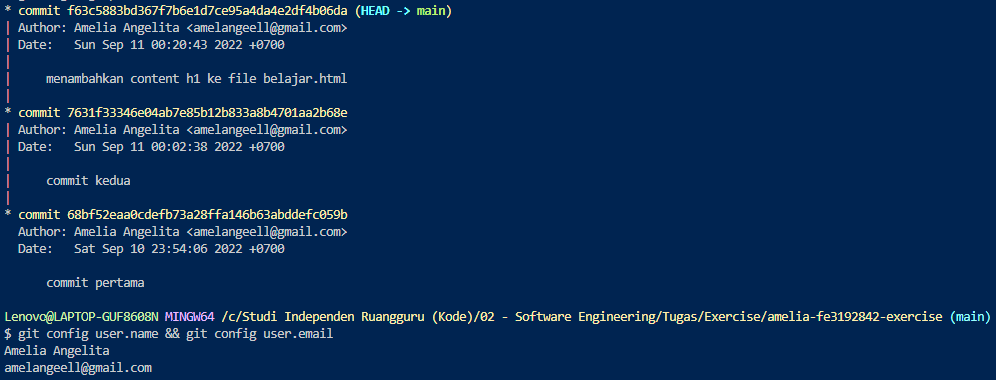 * commit f63c5883bd367f7b6e1d7ce95a4da4e2df4b06da (HEAD -> main)
| Author: Amelia Angelita <amelangeell@gmail.com>
| Date:   Sun Sep 11 00:20:43 2022 +0700
|
|     menambahkan content h1 ke file belajar.html
|
* commit 7631f33346e04ab7e85b12b833a8b4701aa2b68e
| Author: Amelia Angelita <amelangeell@gmail.com>
| Date:   Sun Sep 11 00:02:38 2022 +0700
|
|     commit kedua
|
* commit 68bf52eaa0cdefb73a28ffa146b63abddefc059b
  Author: Amelia Angelita <amelangeell@gmail.com>
  Date:   Sat Sep 10 23:54:06 2022 +0700

      commit pertama

Lenovo@LAPTOP-GUF8608N MINGW64 /c/Studi Independen Ruangguru (Kode)/02 - Software Engineering/Tugas/Exercise/amelia-fe3192842-exercise (main)
$ git config user.name && git config user.email
Amelia Angelita
amelangeell@gmail.com